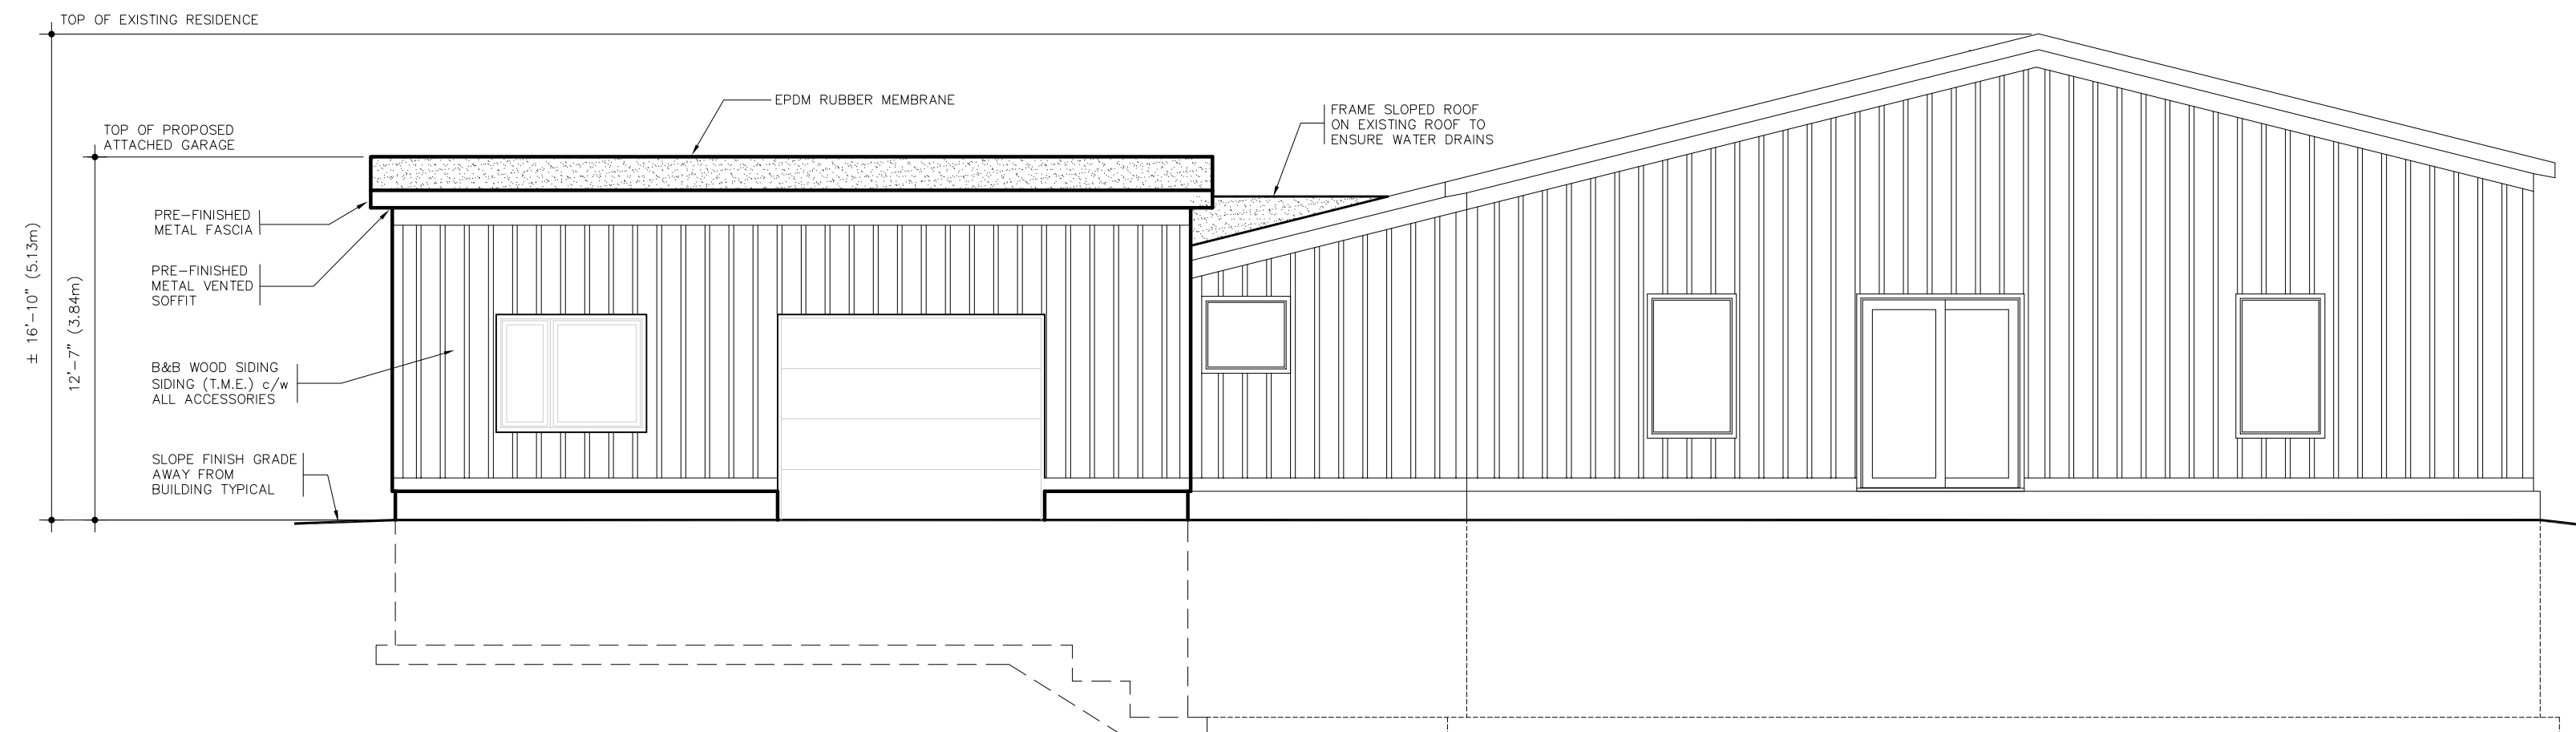 TOP OF EXISTING RESIDENCE
EPDM RUBBER MEMBRANE
FRAME SLOPED ROOF
ON EXISTING ROOF TO
ENSURE WATER DRAINS
TOP OF PROPOSED
ATTACHED GARAGE
PRE-FINISHED
METAL FASCIA
PRE-FINISHED
METAL VENTED
SOFFIT
± 16'-10" (5.13m)
12'-7" (3.84m)
B&B WOOD SIDING
SIDING (T.M.E.) c/w
ALL ACCESSORIES
SLOPE FINISH GRADE
AWAY FROM
BUILDING TYPICAL